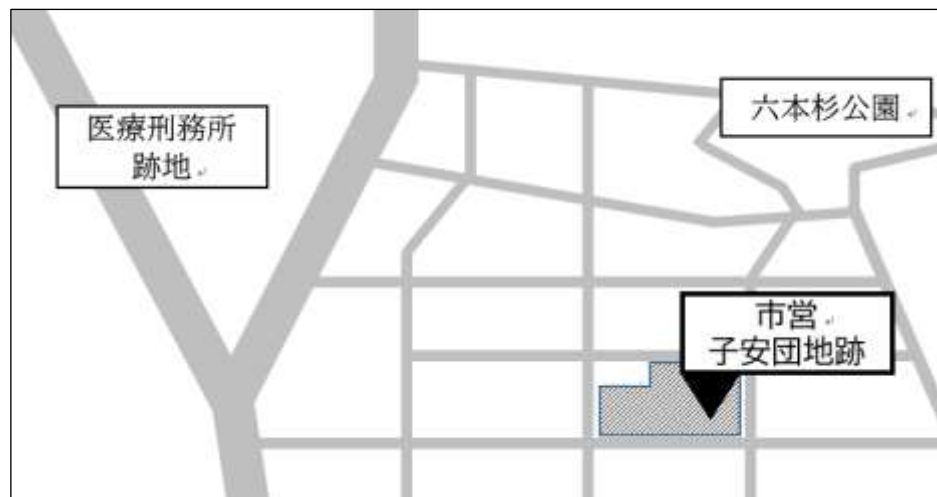 医療刑務所
跡地
六本杉公園
市営
子安団地跡